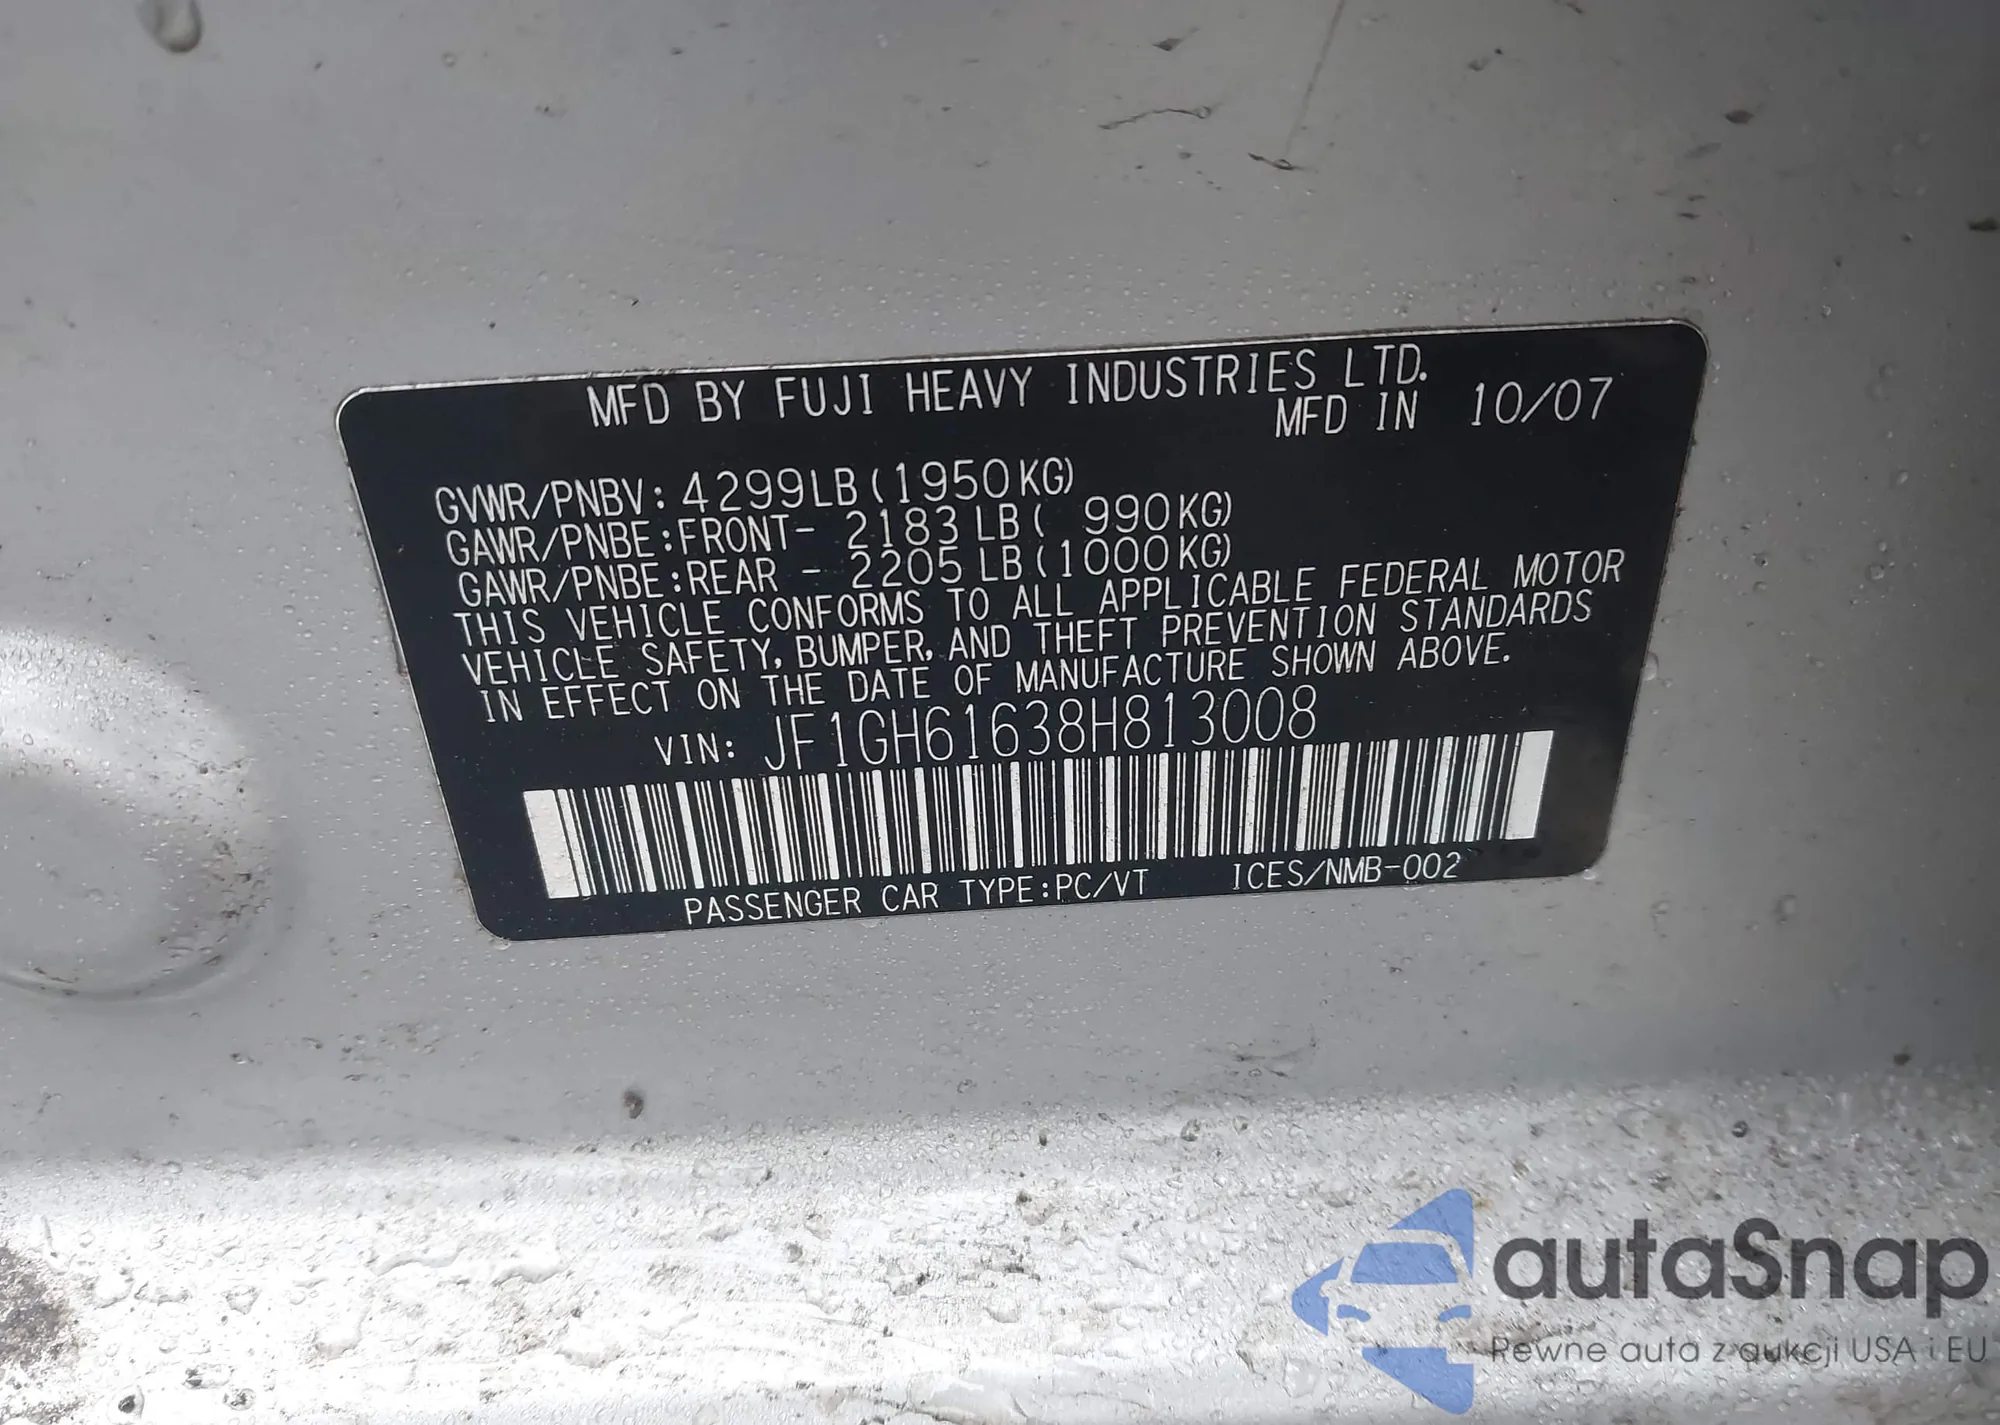 MFD BY FUJI HEAVY INDUSTRIES LTD.
MFD IN 10/07
GVWR/PNBV: 4299LB(1950KG)
GAWR/PNBE:FRONT- 2183 LB( 990KG)
GAWR/PNBE:REAR - 2205 LB(1000KG)
THIS VEHICLE CONFORMS TO ALL APPLICABLE FEDERAL MOTOR
VEHICLE SAFETY, BUMPER, AND THEFT PREVENTION STANDARDS
IN EFFECT ON THE DATE OF MANUFACTURE SHOWN ABOVE.
VIN: JF1GH61638H813008
PASSENGER CAR TYPE:PC/VT ICES/NMB-002
autaSnap
Pewne auta z aukcji USA i EU